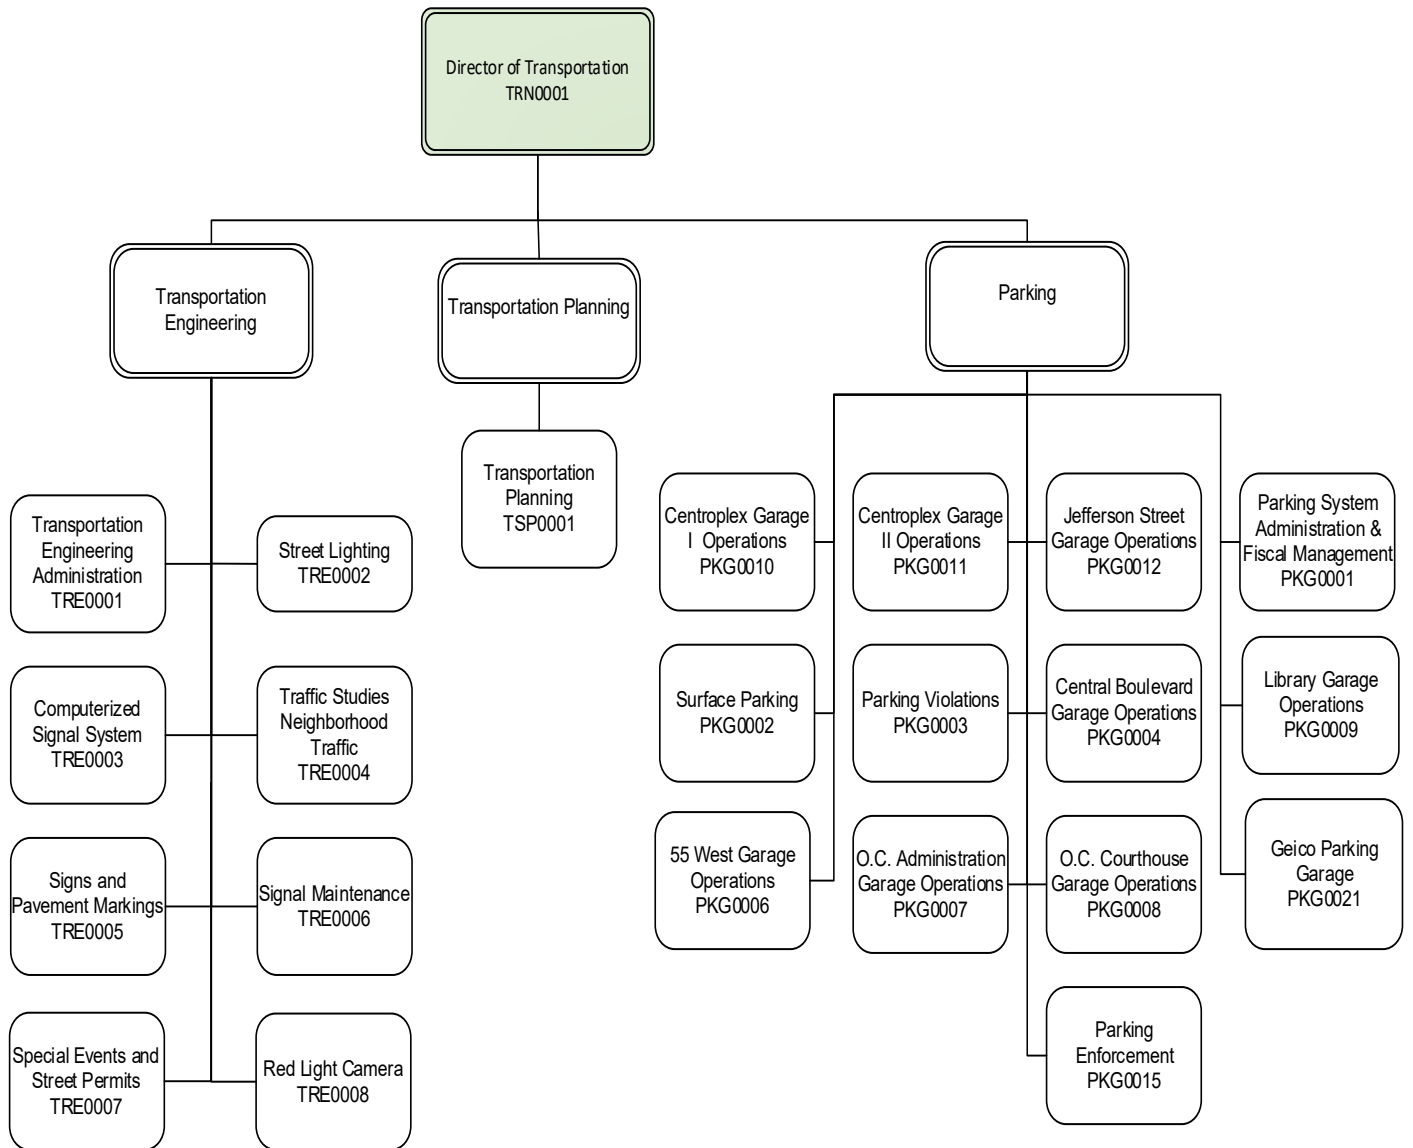 Director of Transportation
TRN0001
Transportation
Engineering
Transportation Planning
Parking
Transportation
Engineering
Administration
TRE0001
Street Lighting
TRE0002
Computerized
Signal System
TRE0003
Traffic Studies
Neighborhood
Traffic
TRE0004
Signs and
Pavement Markings
TRE0005
Signal Maintenance
TRE0006
Special Events and
Street Permits
TRE0007
Red Light Camera
TRE0008
Transportation
Planning
TSP0001
Centroplex Garage
I Operations
PKG0010
Centroplex Garage
II Operations
PKG0011
Jefferson Street
Garage Operations
PKG0012
Parking System
Administration &
Fiscal Management
PKG0001
Surface Parking
PKG0002
Parking Violations
PKG0003
Central Boulevard
Garage Operations
PKG0004
Library Garage
Operations
PKG0009
55 West Garage
Operations
PKG0006
O.C. Administration
Garage Operations
PKG0007
O.C. Courthouse
Garage Operations
PKG0008
Geico Parking
Garage
PKG0021
Parking
Enforcement
PKG0015